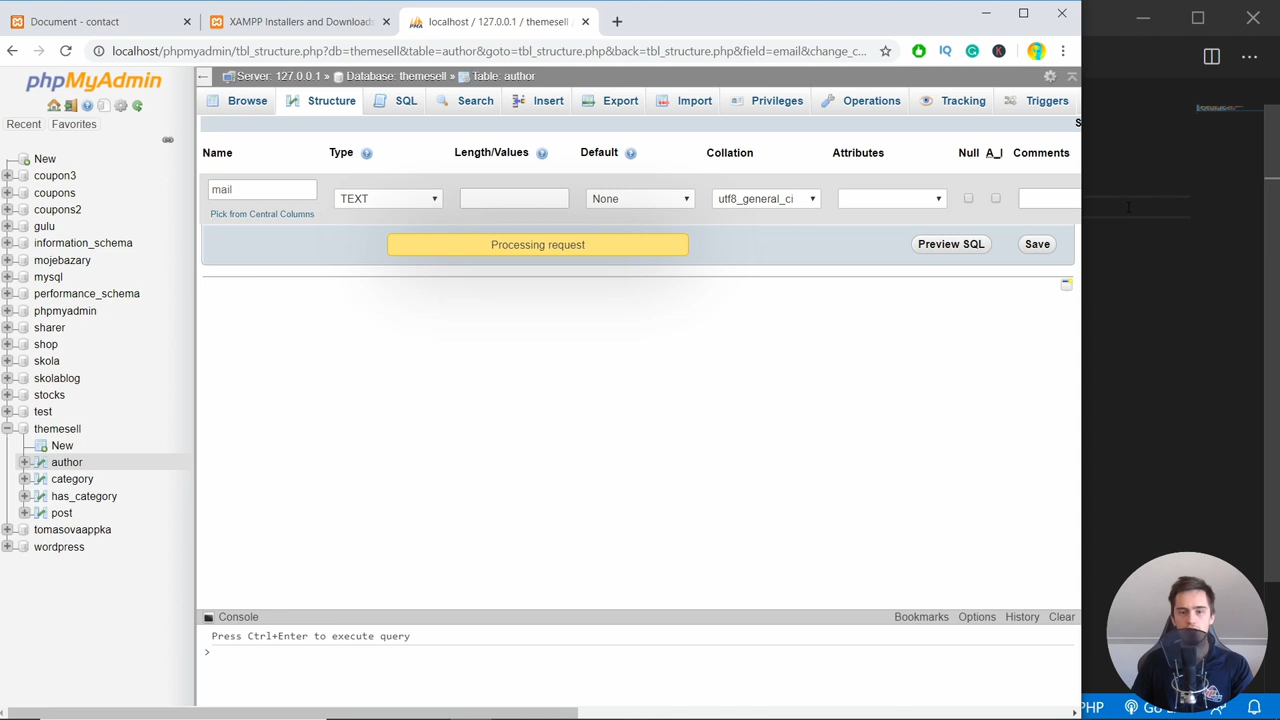 Document - contact
XAMPP Installers and Downloads
localhost / 127.0.0.1 / themesell
localhost/phpmyadmin/tbl_structure.php?db=themesell&table=author&goto=tbl_structure.php&back=tbl_structure.php&field=email&change_c...
IQ
K
phpMyAdmin
Recent
Favorites
New
coupon3
coupons
coupons2
gulu
information_schema
mojebazary
mysql
performance_schema
phpmyadmin
sharer
shop
skola
skolablog
stocks
test
themesell
New
author
category
has_category
post
tomasovaappka
wordpress
Server: 127.0.0.1 » Database: themesell » Table: author
Browse
Structure
SQL
Search
Insert
Export
Import
Privileges
Operations
Tracking
Triggers
S
Name
Type
Length/Values
Default
Collation
Attributes
Null
A_I
Comments
mail
TEXT
None
utf8_general_ci
Pick from Central Columns
Processing request
Preview SQL
Save
Console
Bookmarks
Options
History
Clear
Press Ctrl+Enter to execute query
>
PHP